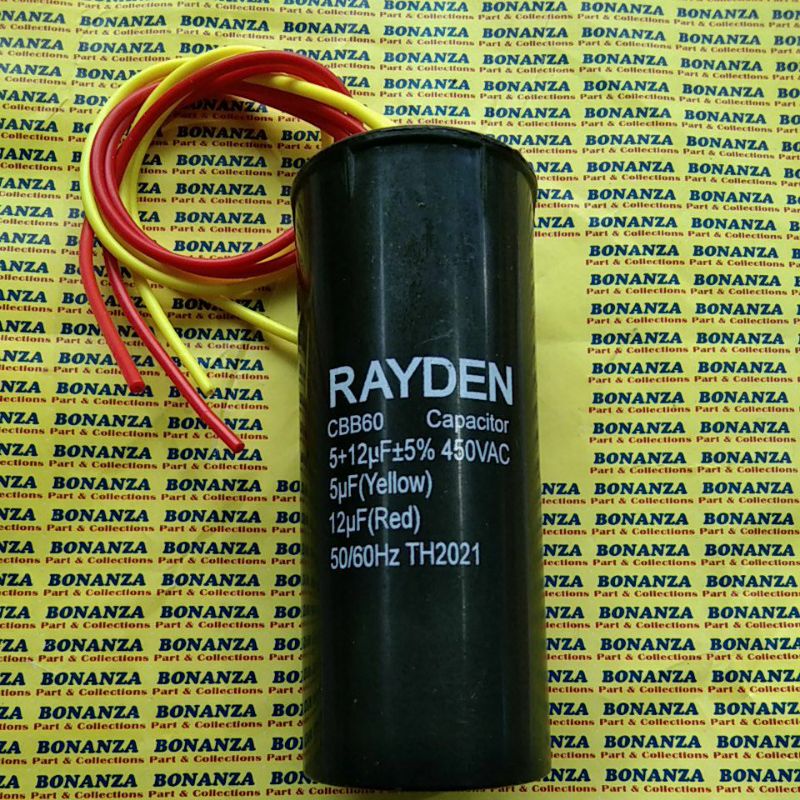 RAYDEN
CBB60 Capacitor
5+12µF±5% 450VAC
5µF(Yellow)
12µF(Red)
50/60Hz TH2021
BONANZA
Part & Collections